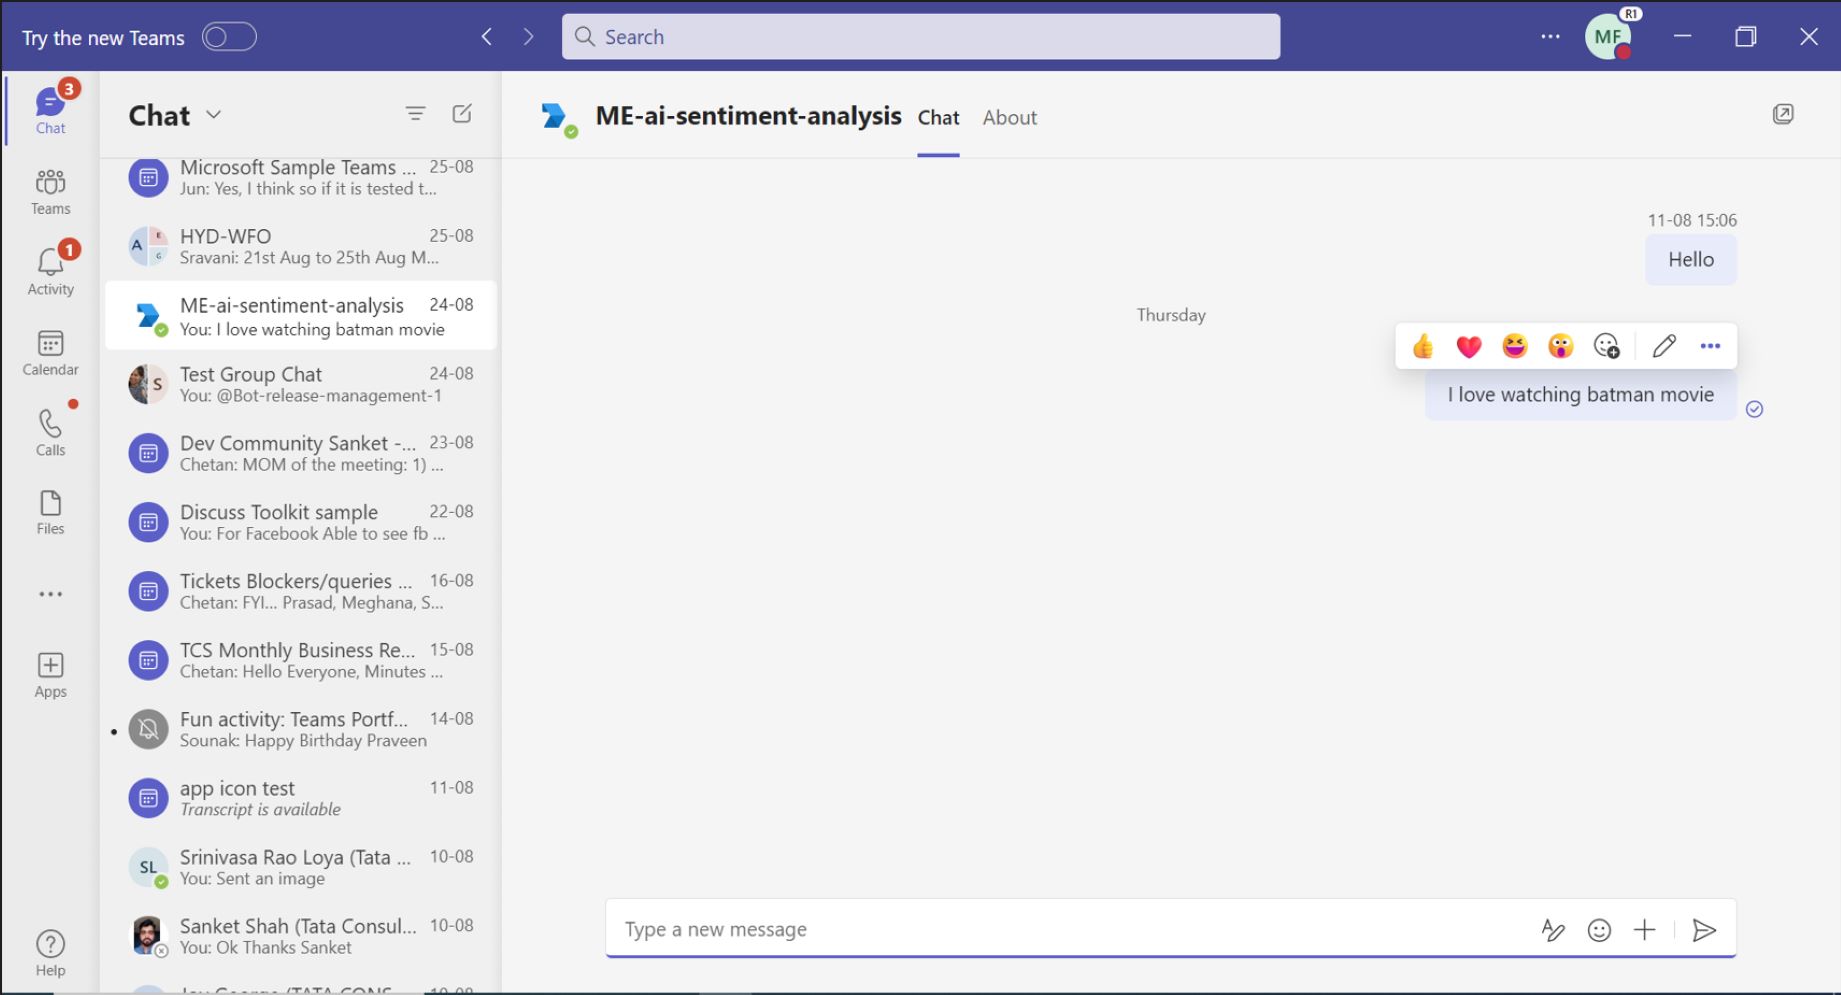 Try the new Teams
Search
MF
R1
3
Chat
Teams
1
Activity
Calendar
Calls
Files
Apps
Help
Chat
Microsoft Sample Teams ... 25-08
Jun: Yes, I think so if it is tested t...
A E G
HYD-WFO 25-08
Sravani: 21st Aug to 25th Aug M...
ME-ai-sentiment-analysis 24-08
You: I love watching batman movie
S
Test Group Chat 24-08
You: @Bot-release-management-1
Dev Community Sanket -... 23-08
Chetan: MOM of the meeting: 1) ...
Discuss Toolkit sample 22-08
You: For Facebook Able to see fb ...
Tickets Blockers/queries ... 16-08
Chetan: FYI... Prasad, Meghana, S...
TCS Monthly Business Re... 15-08
Chetan: Hello Everyone, Minutes ...
Fun activity: Teams Portf... 14-08
Sounak: Happy Birthday Praveen
app icon test 11-08
Transcript is available
SL
Srinivasa Rao Loya (Tata ... 10-08
You: Sent an image
Sanket Shah (Tata Consul... 10-08
You: Ok Thanks Sanket
ME-ai-sentiment-analysis Chat About
11-08 15:06
Hello
Thursday
I love watching batman movie
Type a new message